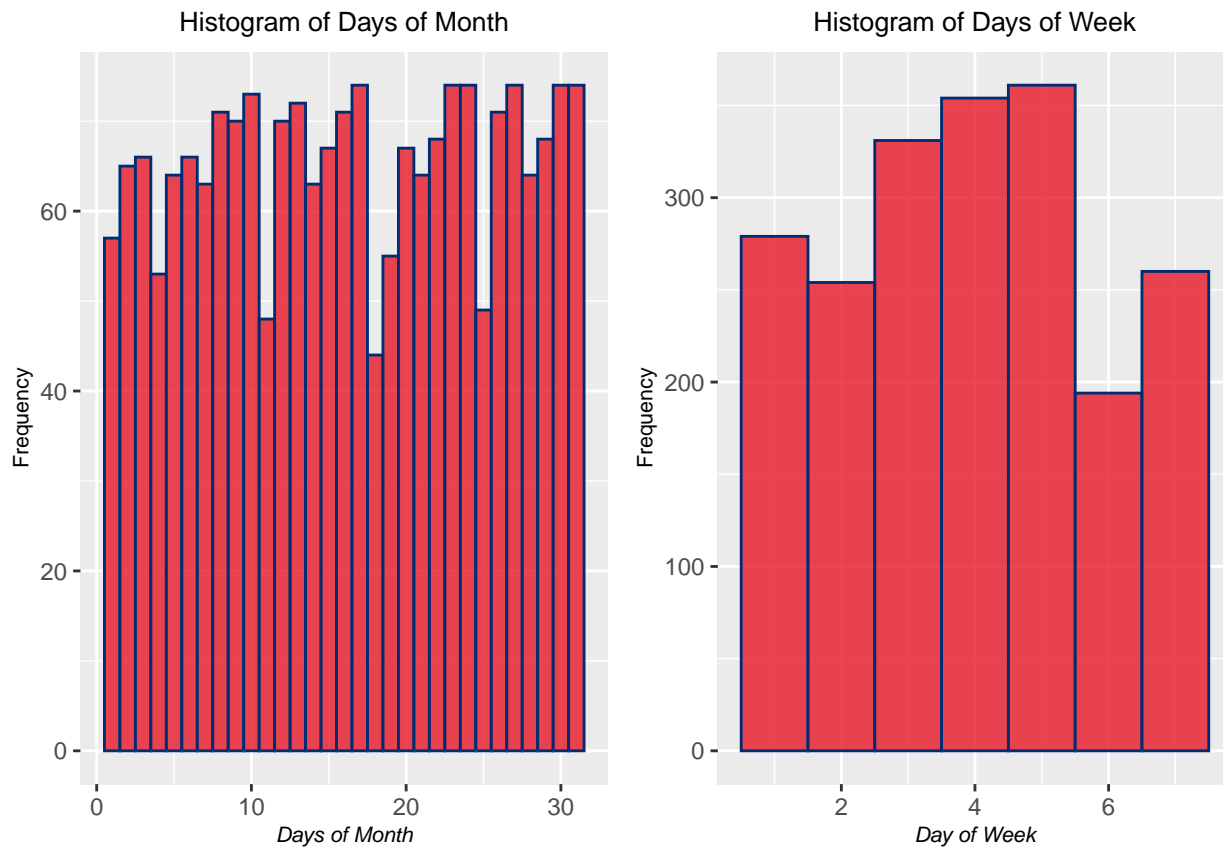 Histogram of Days of Month
Frequency
60
40
20
0
0 10 20 30
Days of Month
Histogram of Days of Week
Frequency
300
200
100
0
2 4 6
Day of Week